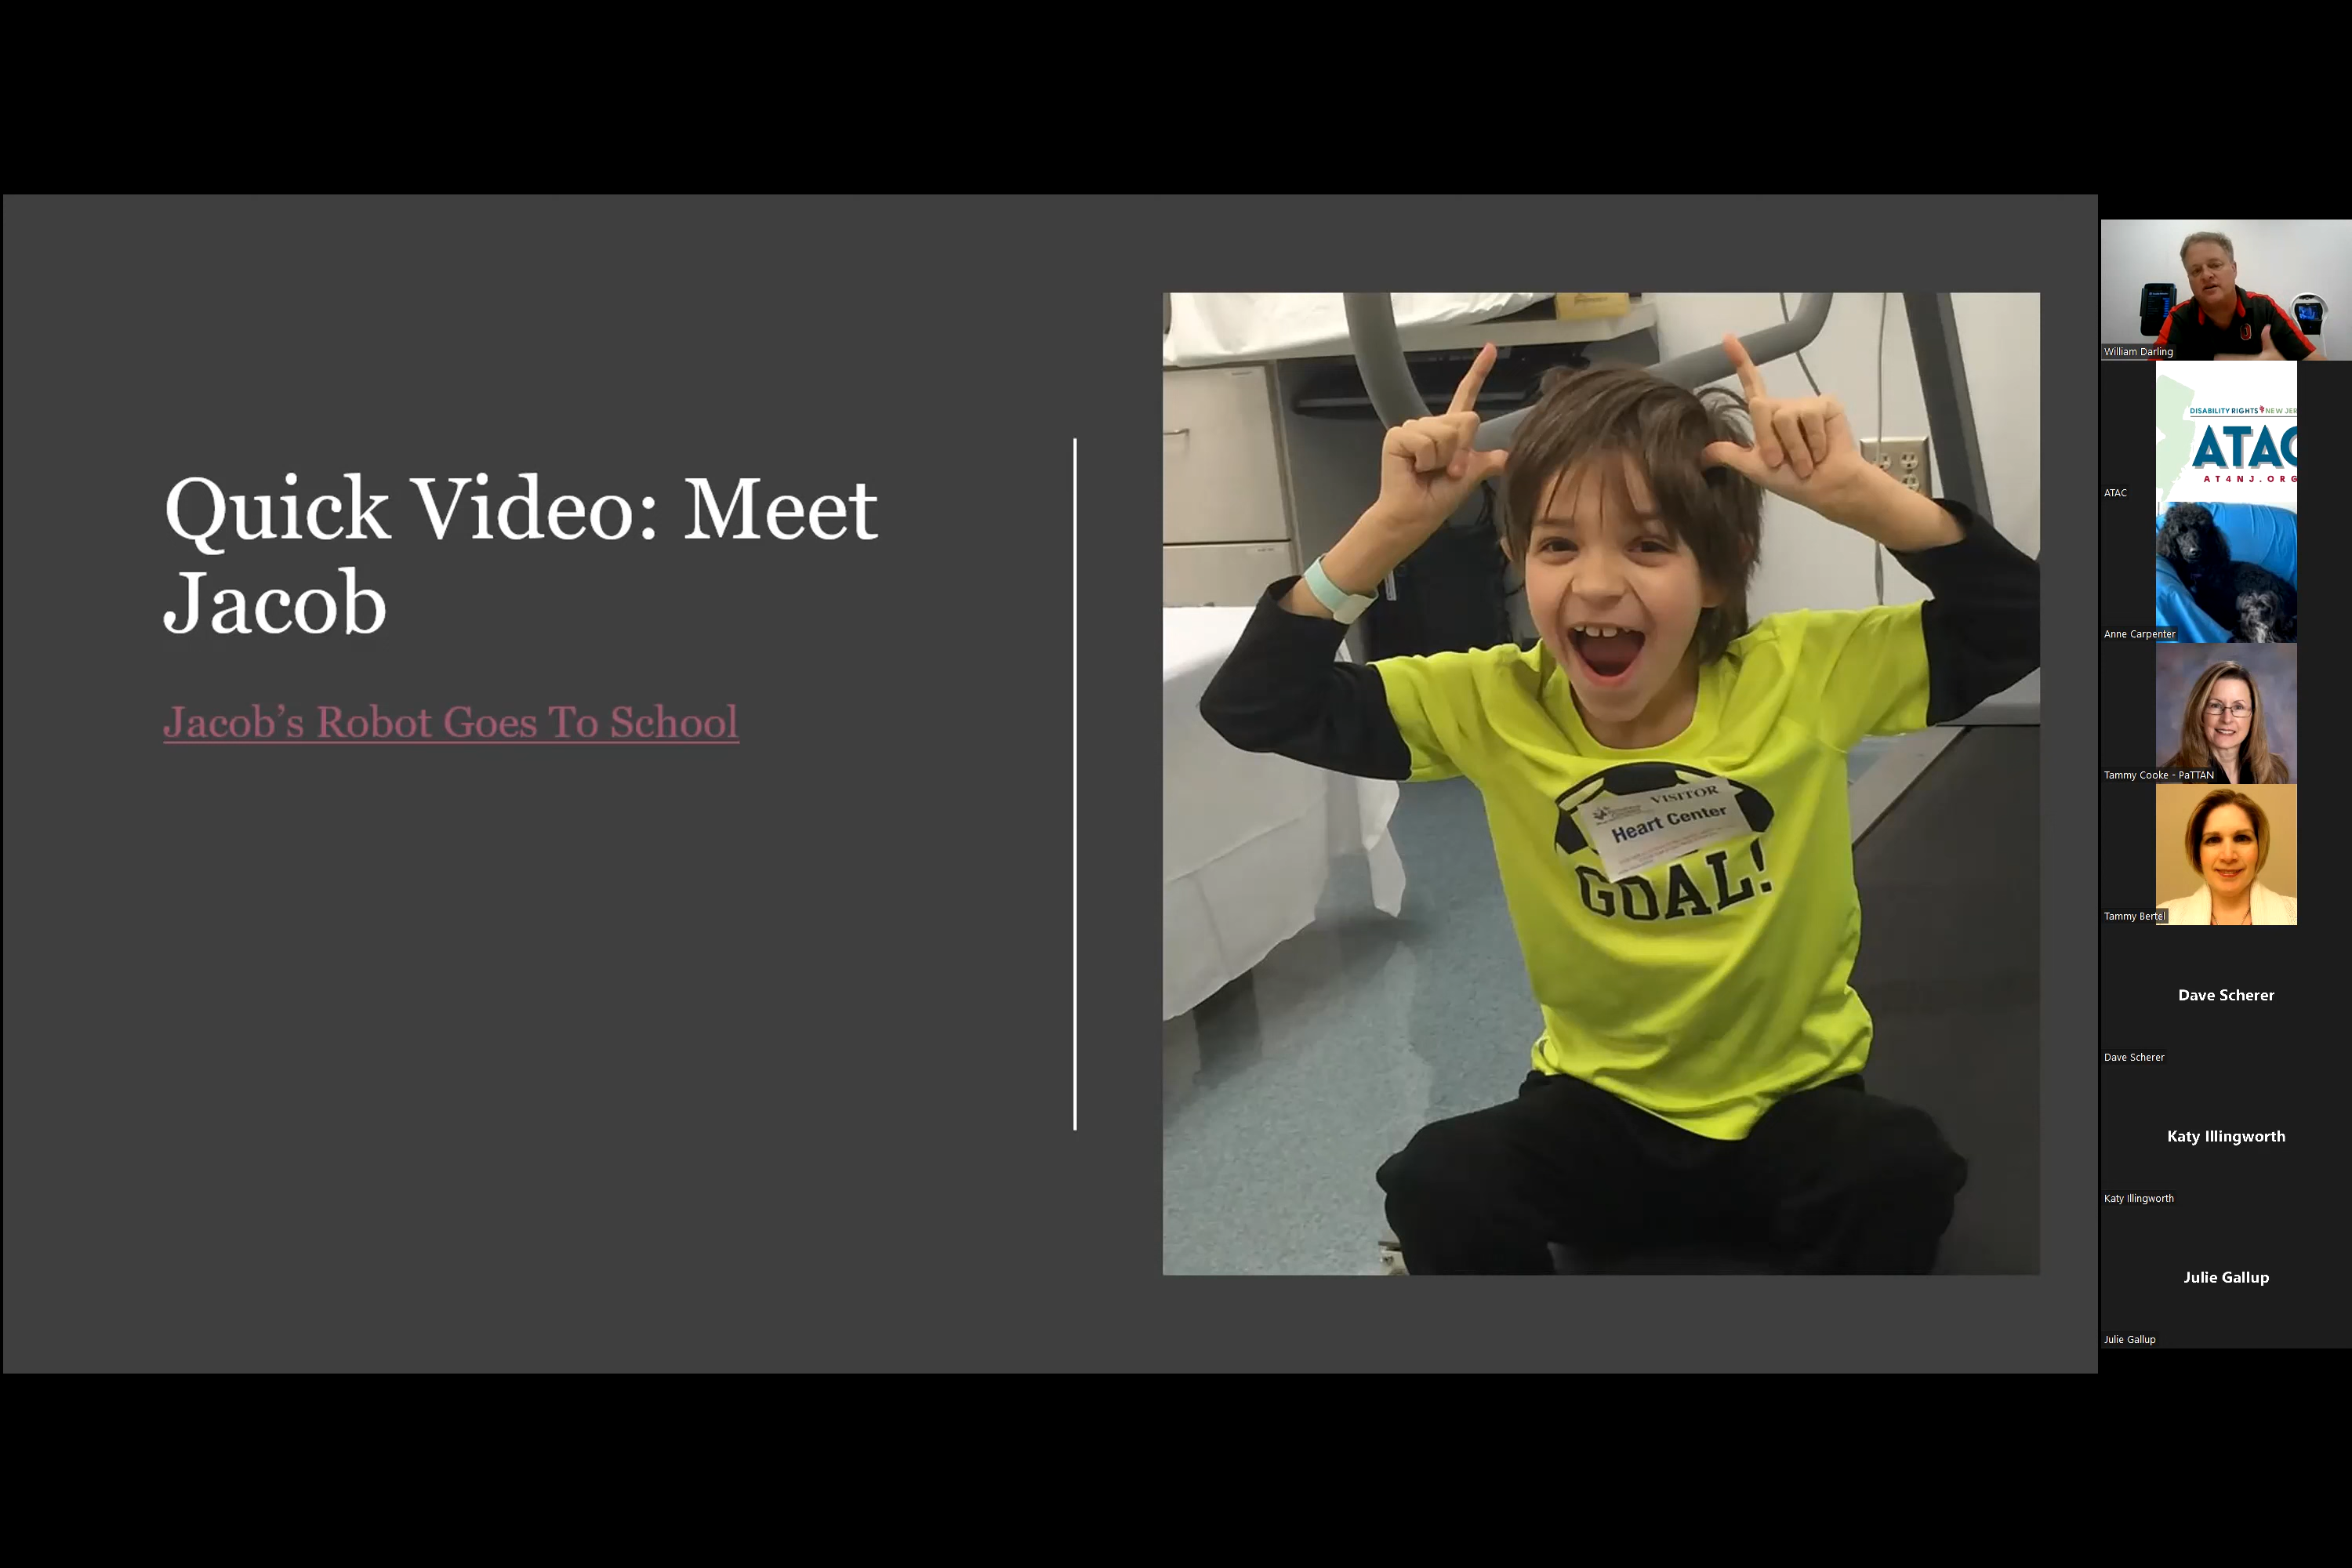 Quick Video: Meet
Jacob
Jacob's Robot Goes To School
VISITOR
Heart Center
GOAL!
William Darling
DISABILITY RIGHTS NEW JER
ATAC
AT4NJ.ORG
ATAC
Anne Carpenter
Tammy Cooke - PaTTAN
Tammy Bertel
Dave Scherer
Dave Scherer
Katy Illingworth
Katy Illingworth
Julie Gallup
Julie Gallup